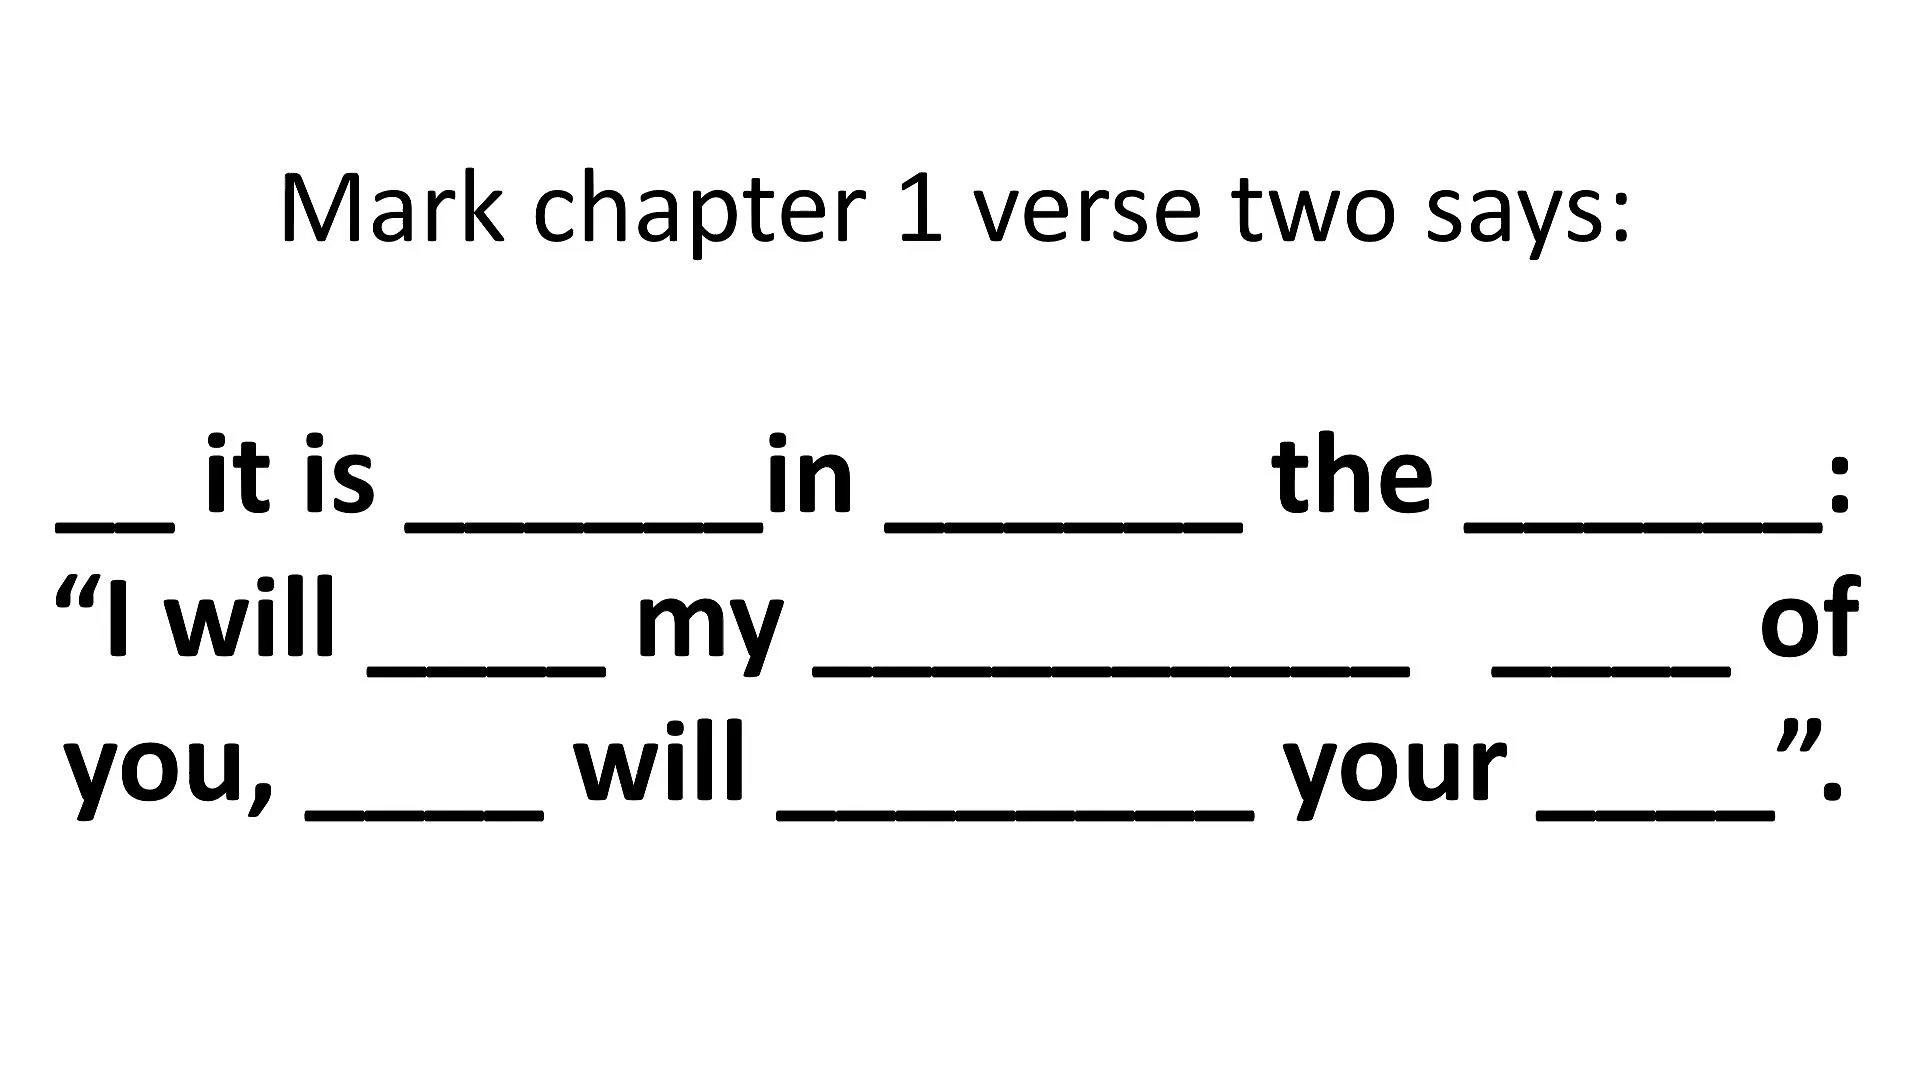 Mark chapter 1 verse two says:
__ it is ______in ______ the ______:
“I will ____ my __________ ____ of
you, ____ will ________ your ____”.